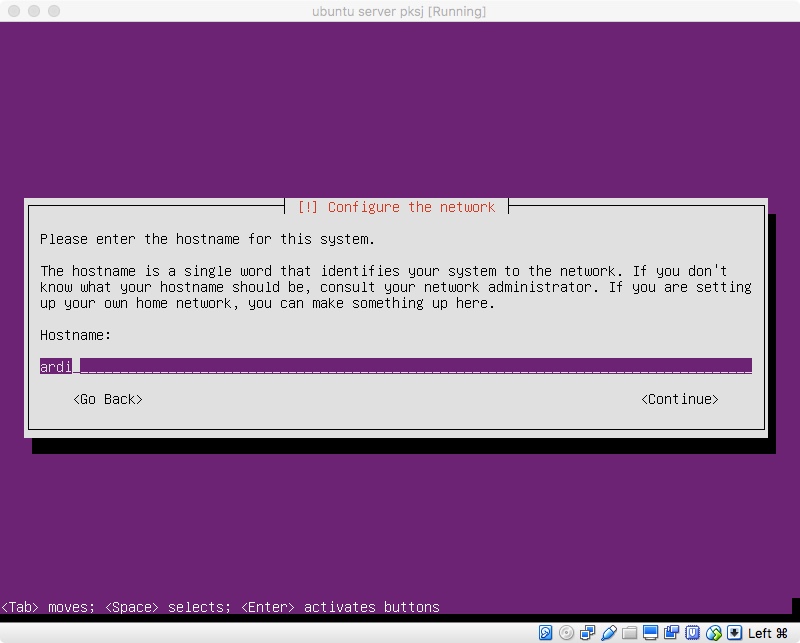 ubuntu server pksj [Running]
[!] Configure the network
Please enter the hostname for this system.
The hostname is a single word that identifies your system to the network. If you don't
know what your hostname should be, consult your network administrator. If you are setting
up your own home network, you can make something up here.
Hostname:
ardi
<Go Back> <Continue>
<Tab> moves; <Space> selects; <Enter> activates buttons
Left ⌘